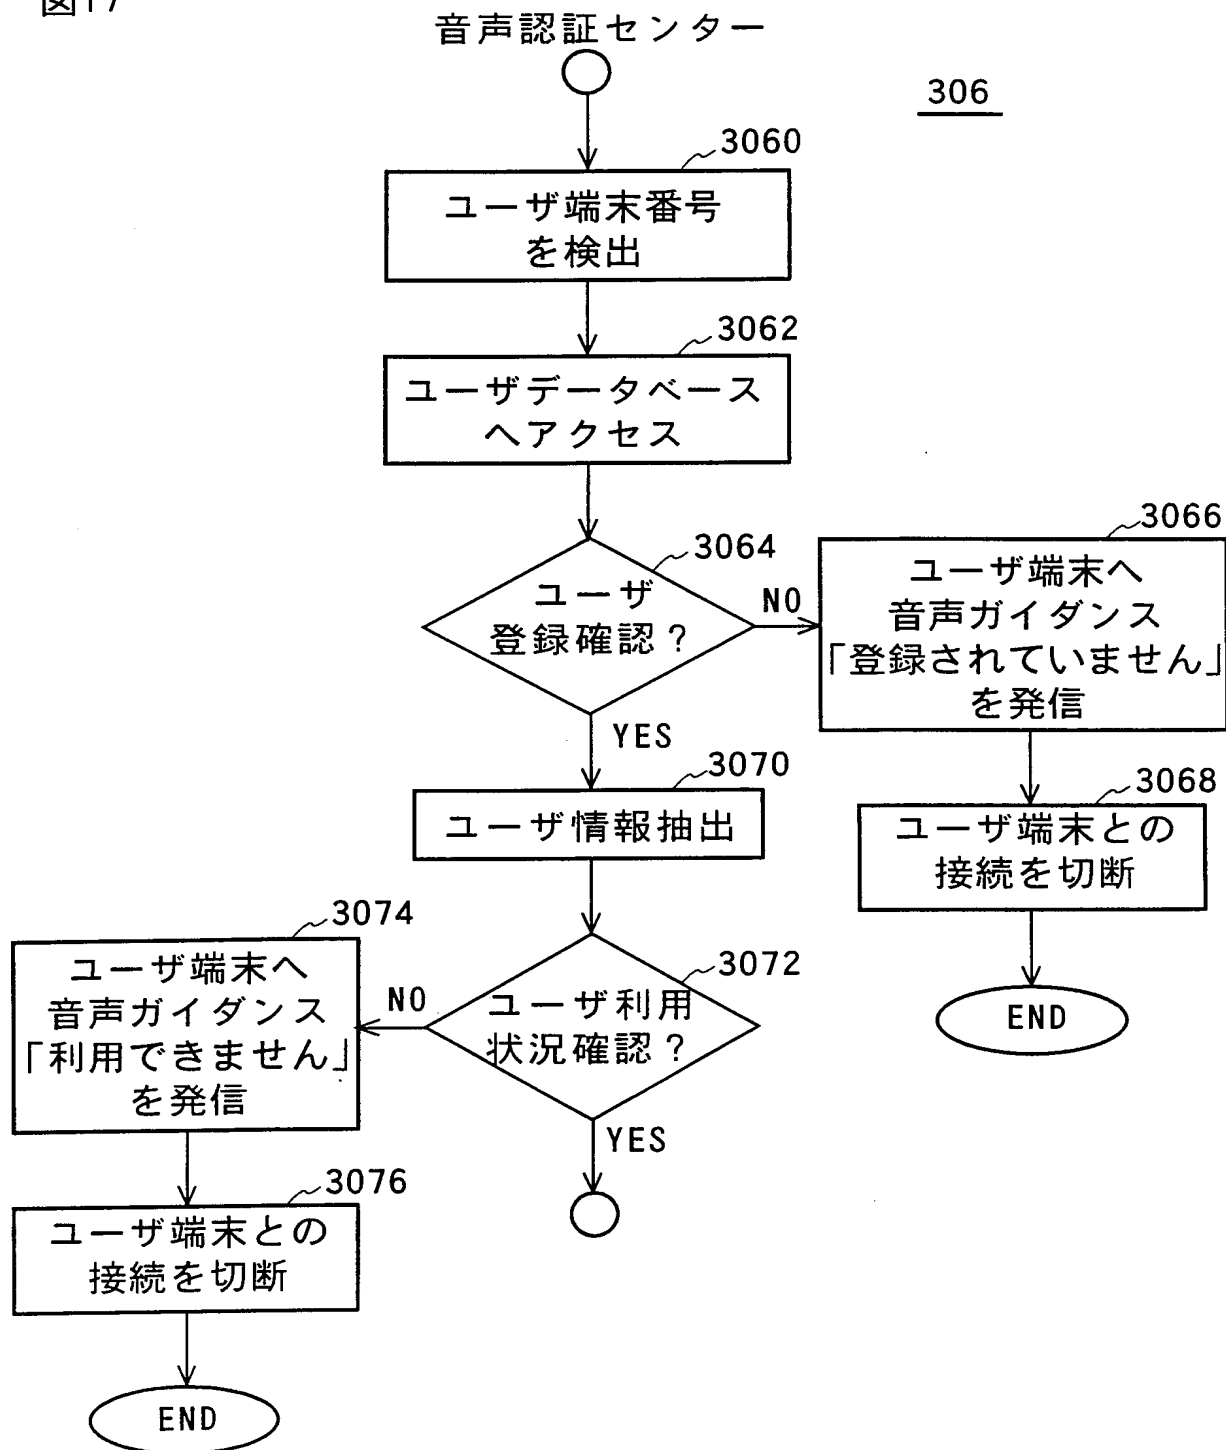 図17
音声認証センター
306
3060
ユーザ端末番号
を検出
3062
ユーザデータベース
へアクセス
3064
ユーザ
登録確認？
NO
YES
3066
ユーザ端末へ
音声ガイダンス
「登録されていません」
を発信
3068
ユーザ端末との
接続を切断
END
3070
ユーザ情報抽出
3072
ユーザ利用
状況確認？
NO
YES
3074
ユーザ端末へ
音声ガイダンス
「利用できません」
を発信
3076
ユーザ端末との
接続を切断
END